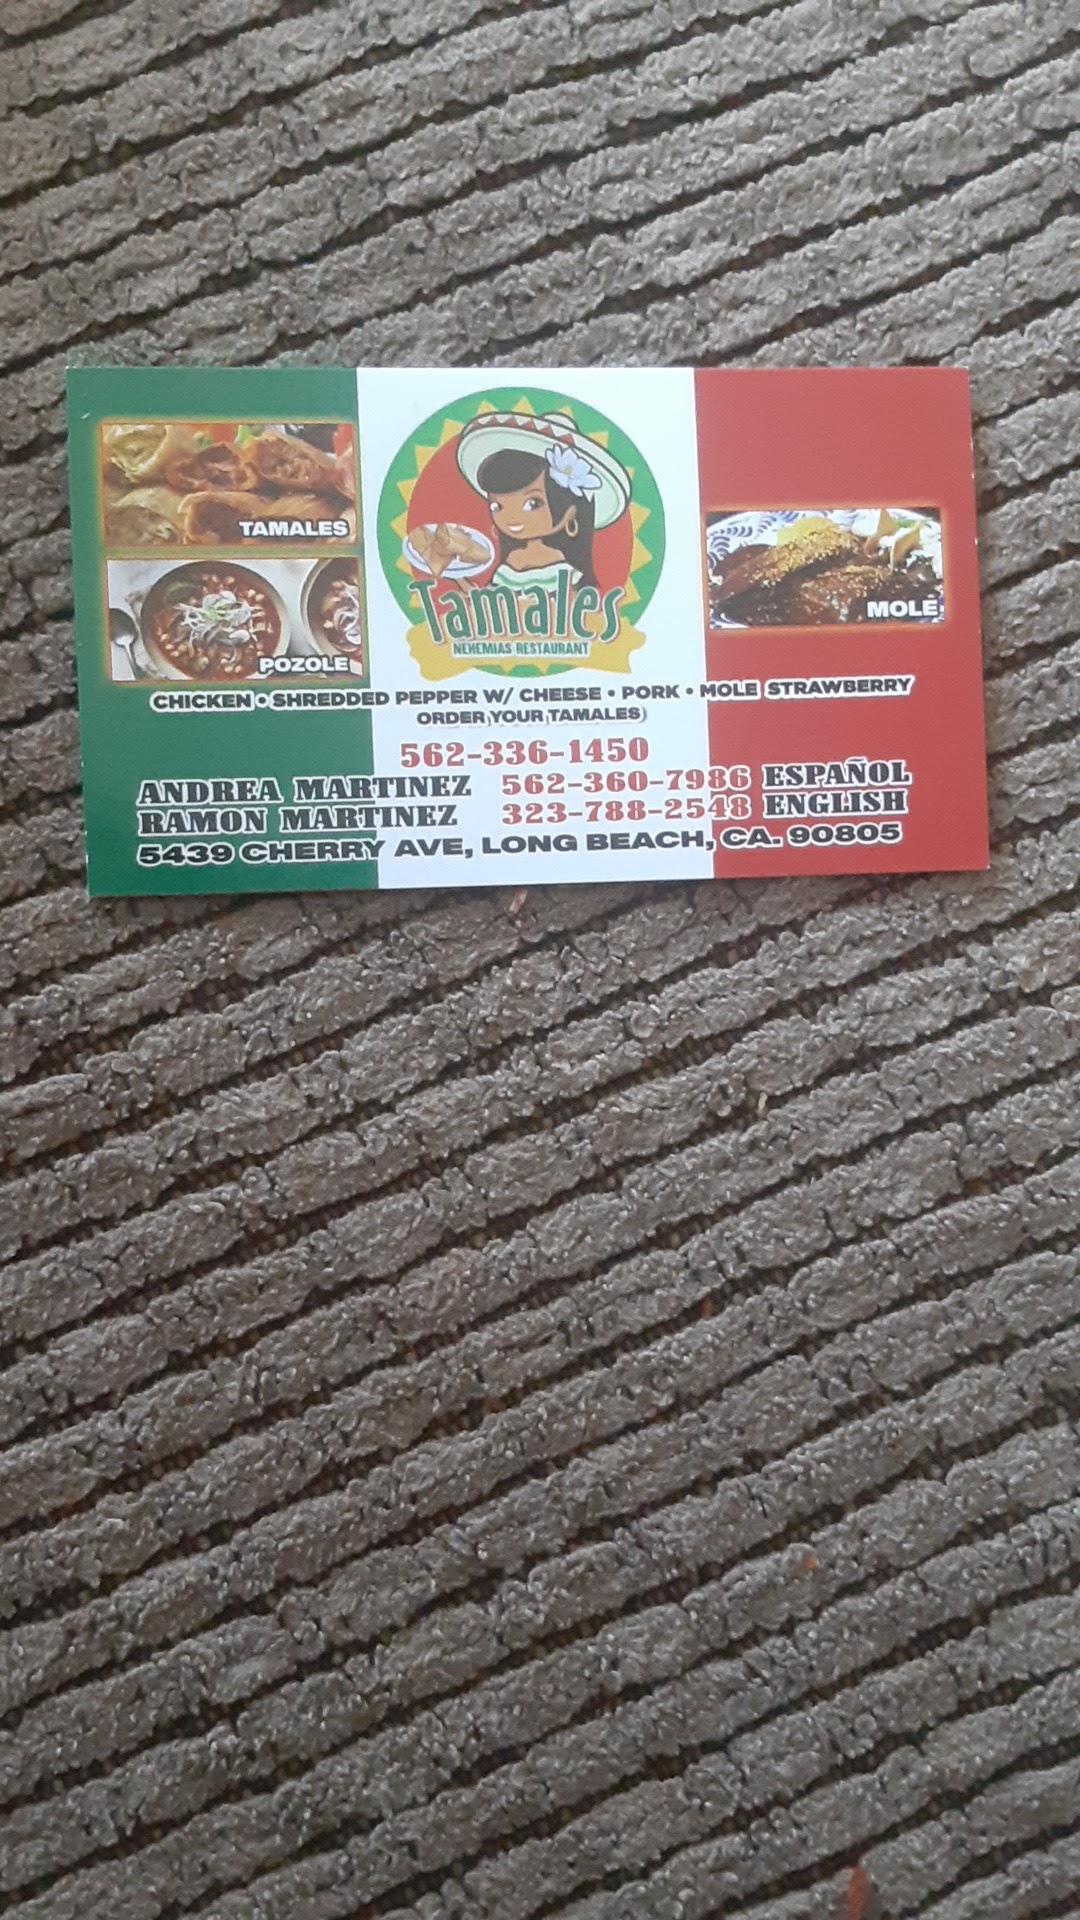 TAMALES
POZOLE
Tamales
NEHEMIAS RESTAURANT
MOLE
CHICKEN • SHREDDED PEPPER W/ CHEESE • PORK • MOLE STRAWBERRY
ORDER YOUR TAMALES)
562-336-1450
ANDREA MARTINEZ 562-360-7986 ESPAÑOL
RAMON MARTINEZ 323-788-2548 ENGLISH
5439 CHERRY AVE, LONG BEACH, CA. 90805